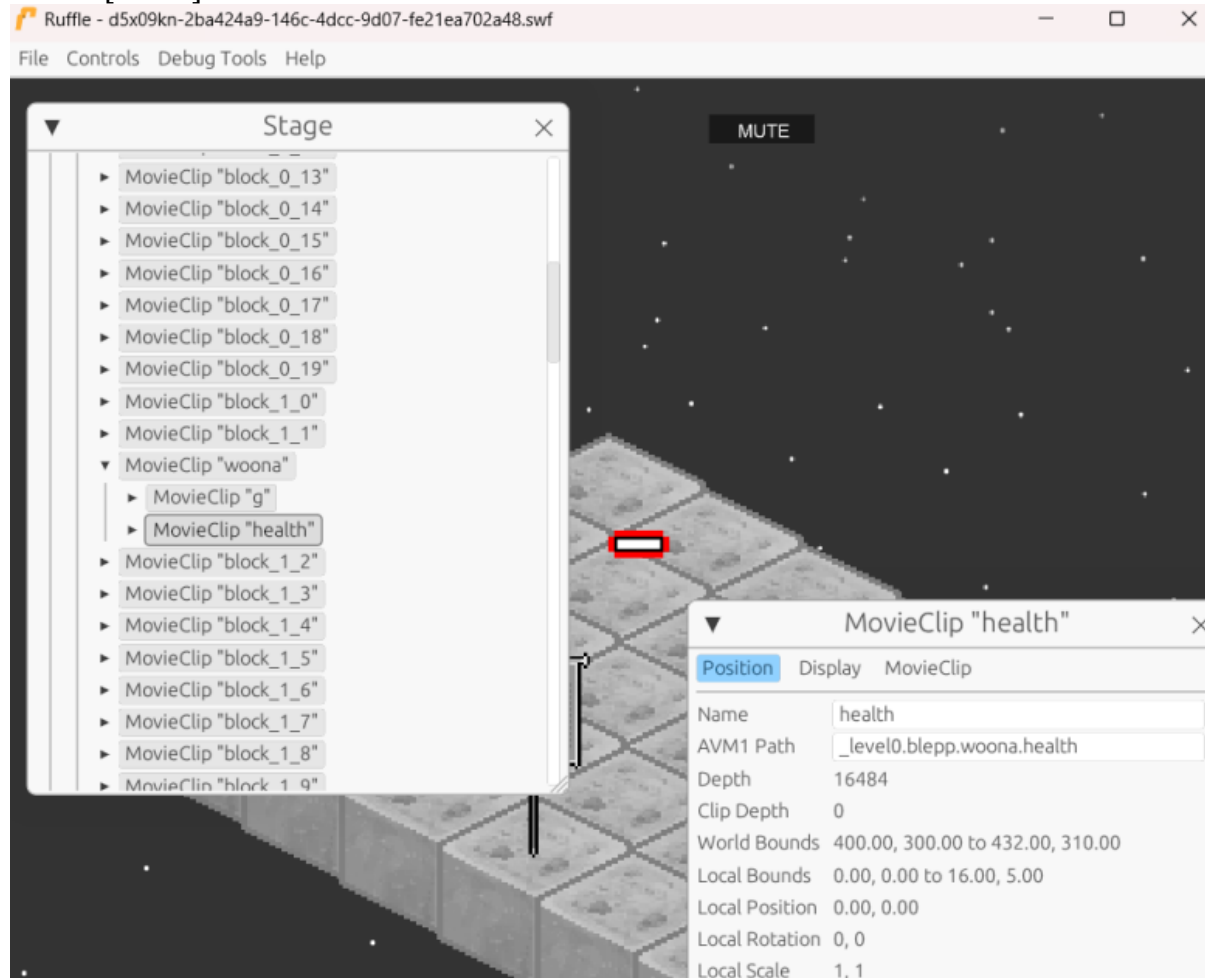 Ruffle - d5x09kn-2ba424a9-146c-4dcc-9d07-fe21ea702a48.swf
File Controls Debug Tools Help
Stage
MUTE
MovieClip "block_0_13"
MovieClip "block_0_14"
MovieClip "block_0_15"
MovieClip "block_0_16"
MovieClip "block_0_17"
MovieClip "block_0_18"
MovieClip "block_0_19"
MovieClip "block_1_0"
MovieClip "block_1_1"
MovieClip "woona"
MovieClip "g"
MovieClip "health"
MovieClip "block_1_2"
MovieClip "block_1_3"
MovieClip "block_1_4"
MovieClip "block_1_5"
MovieClip "block_1_6"
MovieClip "block_1_7"
MovieClip "block_1_8"
MovieClip "block_1_9"
MovieClip "health"
Position Display MovieClip
Name health
AVM1 Path _level0.blepp.woona.health
Depth 16484
Clip Depth 0
World Bounds 400.00, 300.00 to 432.00, 310.00
Local Bounds 0.00, 0.00 to 16.00, 5.00
Local Position 0.00, 0.00
Local Rotation 0, 0
Local Scale 1, 1